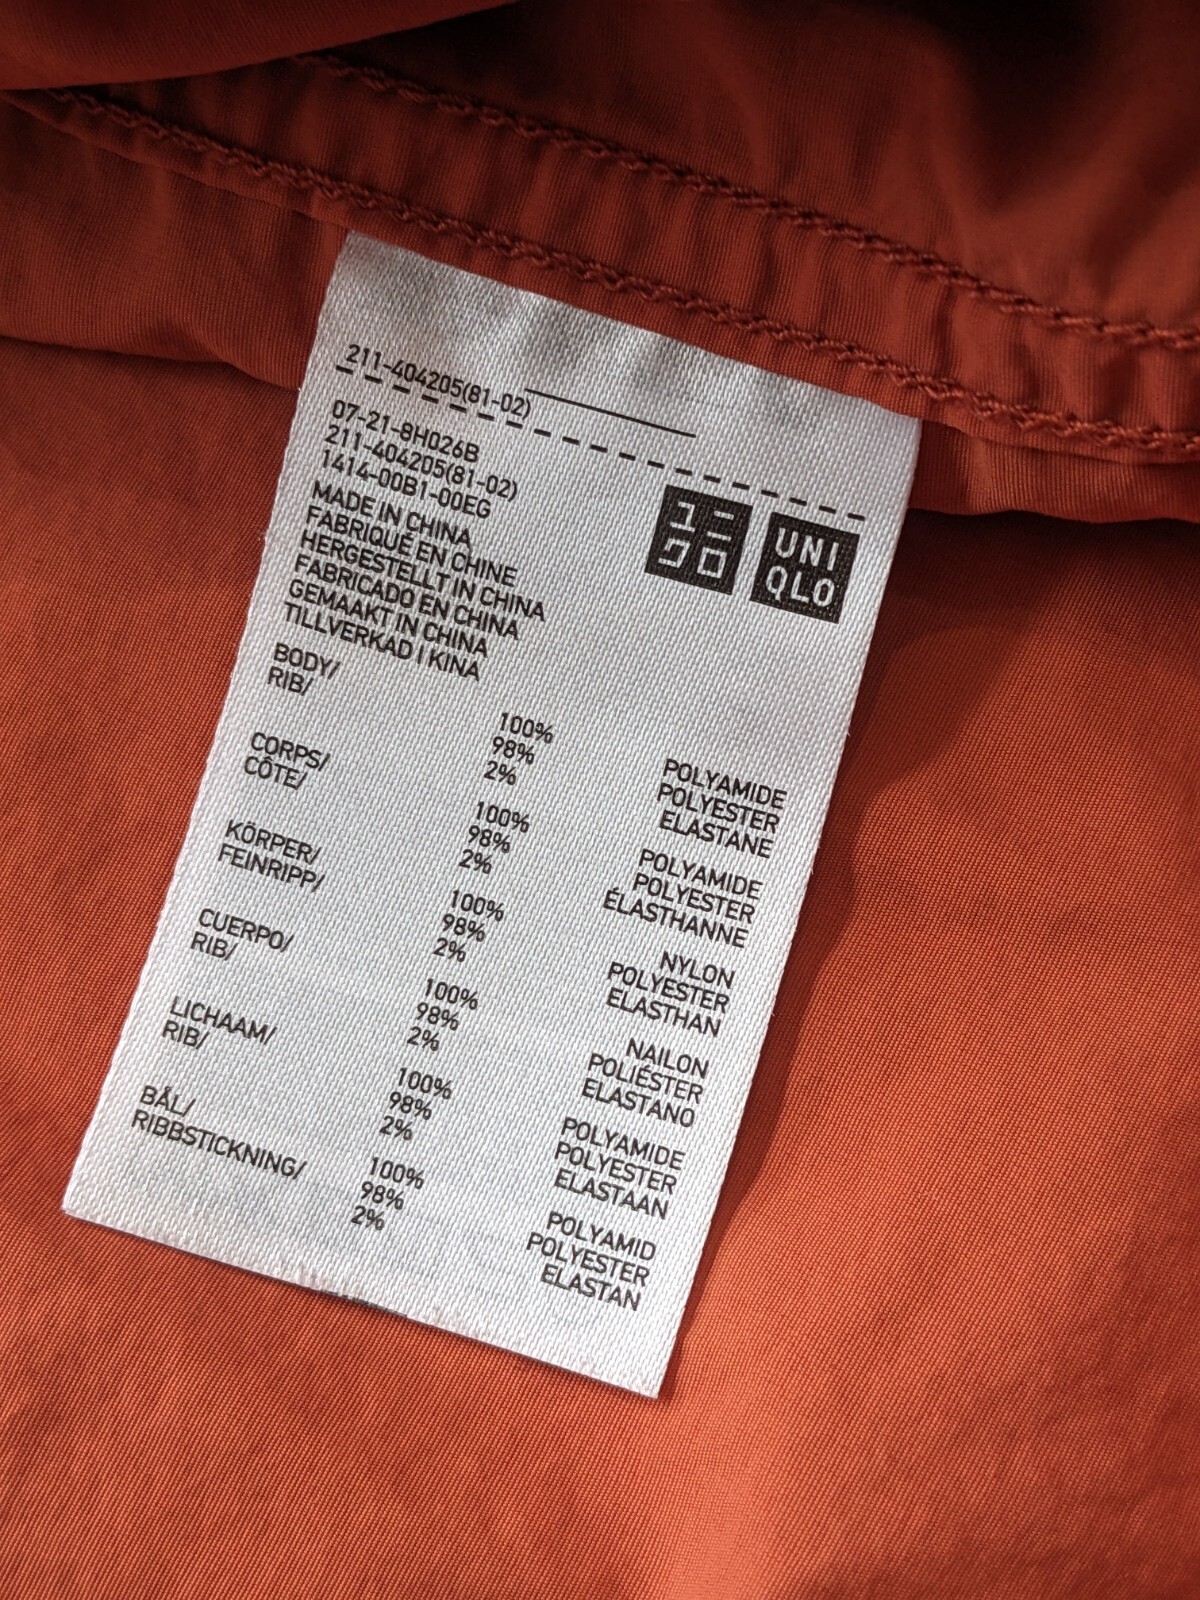 211-404205(81-02)
07-21-8H026B
211-404205(81-02)
1414-00B1-00EG
ユニ
クロ
UNI
QLO
MADE IN CHINA
FABRIQUÉ EN CHINE
HERGESTELLT IN CHINA
FABRICADO EN CHINA
GEMAAKT IN CHINA
TILLVERKAD I KINA
BODY/ 100% POLYAMIDE
RIB/ 98% POLYESTER
2% ELASTANE
CORPS/ 100% POLYAMIDE
CÔTE/ 98% POLYESTER
2% ÉLASTHANNE
KÖRPER/ 100% NYLON
FEINRIPP/ 98% POLYESTER
2% ELASTHAN
CUERPO/ 100% NAILON
RIB/ 98% POLIÉSTER
2% ELASTANO
LICHAAM/ 100% POLYAMIDE
RIB/ 98% POLYESTER
2% ELASTAAN
BÅL/ 100% POLYAMID
RIBBSTICKNING/ 98% POLYESTER
2% ELASTAN